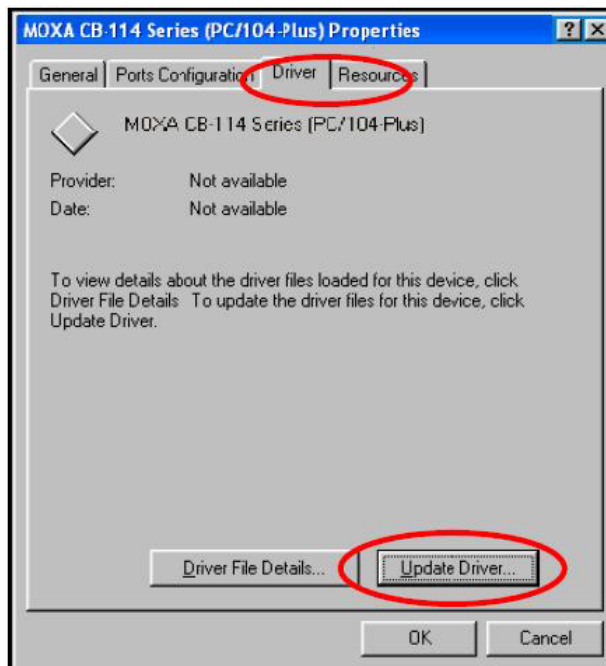 MOXA CB-114 Series (PC/104-Plus) Properties
General Ports Configuration Driver Resources
MOXA CB-114 Series (PC/104-Plus)
Provider: Not available
Date: Not available
To view details about the driver files loaded for this device, click
Driver File Details To update the driver files for this device, click
Update Driver.
Driver File Details... Update Driver...
OK Cancel